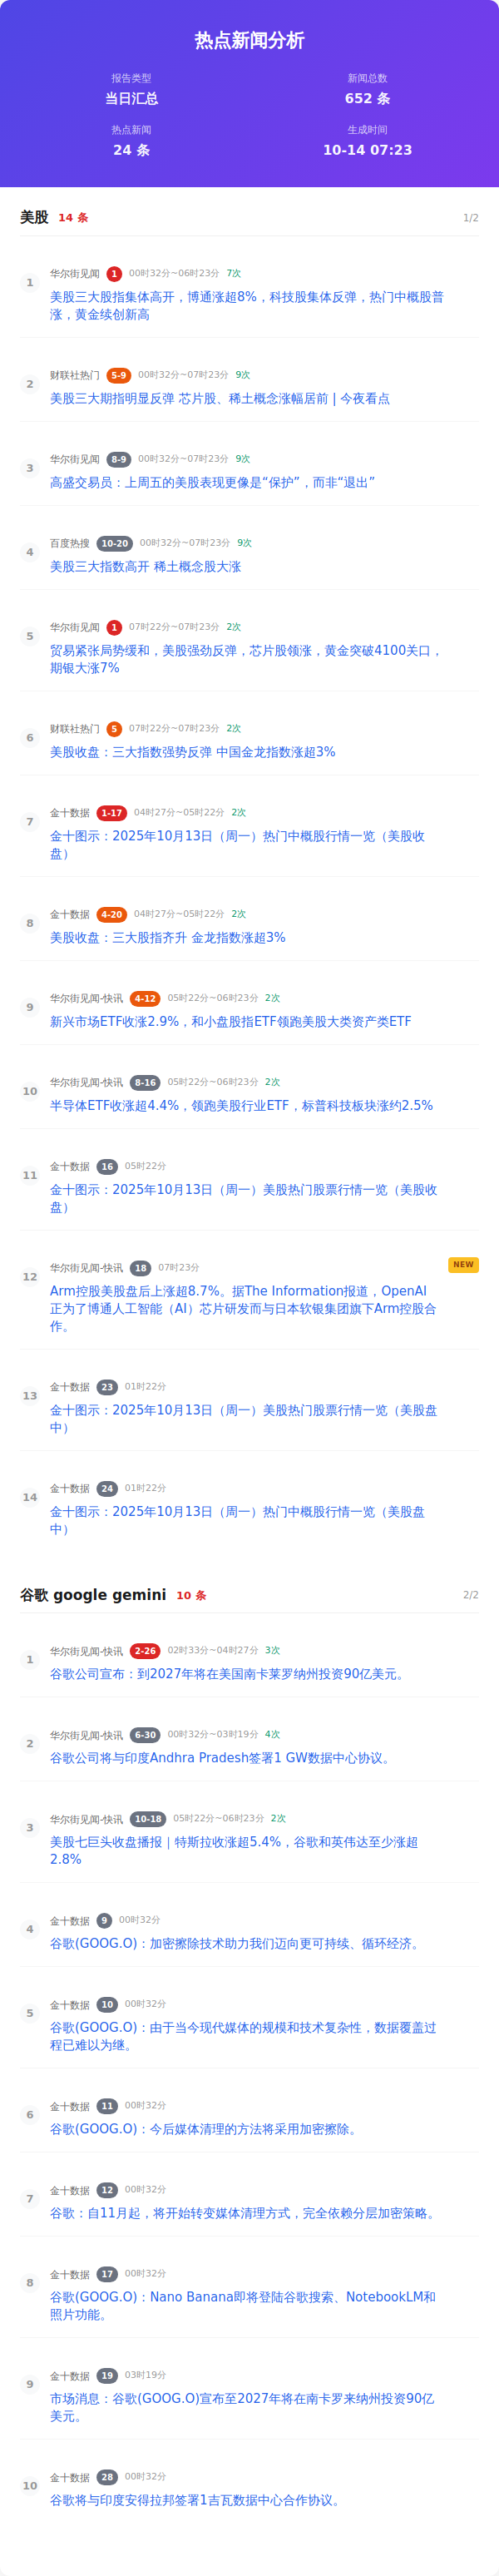 热点新闻分析
报告类型
新闻总数
当日汇总
652 条
热点新闻
生成时间
24 条
10-14 07:23
美股 14 条 1/2
1 华尔街见闻 1 00时32分~06时23分 7次
美股三大股指集体高开，博通涨超8%，科技股集体反弹，热门中概股普
涨，黄金续创新高
2 财联社热门 5-9 00时32分~07时23分 9次
美股三大期指明显反弹 芯片股、稀土概念涨幅居前 | 今夜看点
3 华尔街见闻 8-9 00时32分~07时23分 9次
高盛交易员：上周五的美股表现更像是“保护”，而非“退出”
4 百度热搜 10-20 00时32分~07时23分 9次
美股三大指数高开 稀土概念股大涨
5 华尔街见闻 1 07时22分~07时23分 2次
贸易紧张局势缓和，美股强劲反弹，芯片股领涨，黄金突破4100关口，
期银大涨7%
6 财联社热门 5 07时22分~07时23分 2次
美股收盘：三大指数强势反弹 中国金龙指数涨超3%
7 金十数据 1-17 04时27分~05时22分 2次
金十图示：2025年10月13日（周一）热门中概股行情一览（美股收
盘）
8 金十数据 4-20 04时27分~05时22分 2次
美股收盘：三大股指齐升 金龙指数涨超3%
9 华尔街见闻-快讯 4-12 05时22分~06时23分 2次
新兴市场ETF收涨2.9%，和小盘股指ETF领跑美股大类资产类ETF
10 华尔街见闻-快讯 8-16 05时22分~06时23分 2次
半导体ETF收涨超4.4%，领跑美股行业ETF，标普科技板块涨约2.5%
11 金十数据 16 05时22分
金十图示：2025年10月13日（周一）美股热门股票行情一览（美股收
盘）
12 华尔街见闻-快讯 18 07时23分 NEW
Arm控股美股盘后上涨超8.7%。据The Information报道，OpenAI
正为了博通人工智能（AI）芯片研发而与日本软银集团旗下Arm控股合
作。
13 金十数据 23 01时22分
金十图示：2025年10月13日（周一）美股热门股票行情一览（美股盘
中）
14 金十数据 24 01时22分
金十图示：2025年10月13日（周一）热门中概股行情一览（美股盘
中）
谷歌 google gemini 10 条 2/2
1 华尔街见闻-快讯 2-26 02时33分~04时27分 3次
谷歌公司宣布：到2027年将在美国南卡莱罗纳州投资90亿美元。
2 华尔街见闻-快讯 6-30 00时32分~03时19分 4次
谷歌公司将与印度Andhra Pradesh签署1 GW数据中心协议。
3 华尔街见闻-快讯 10-18 05时22分~06时23分 2次
美股七巨头收盘播报｜特斯拉收涨超5.4%，谷歌和英伟达至少涨超
2.8%
4 金十数据 9 00时32分
谷歌(GOOG.O)：加密擦除技术助力我们迈向更可持续、循环经济。
5 金十数据 10 00时32分
谷歌(GOOG.O)：由于当今现代媒体的规模和技术复杂性，数据覆盖过
程已难以为继。
6 金十数据 11 00时32分
谷歌(GOOG.O)：今后媒体清理的方法将采用加密擦除。
7 金十数据 12 00时32分
谷歌：自11月起，将开始转变媒体清理方式，完全依赖分层加密策略。
8 金十数据 17 00时32分
谷歌(GOOG.O)：Nano Banana即将登陆谷歌搜索、NotebookLM和
照片功能。
9 金十数据 19 03时19分
市场消息：谷歌(GOOG.O)宣布至2027年将在南卡罗来纳州投资90亿
美元。
10 金十数据 28 00时32分
谷歌将与印度安得拉邦签署1吉瓦数据中心合作协议。